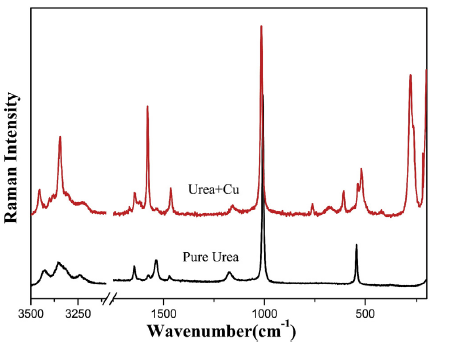 Raman Intensity
Urea+Cu
Pure Urea
3500 3250 1500 1000 500
Wavenumber(cm⁻¹)